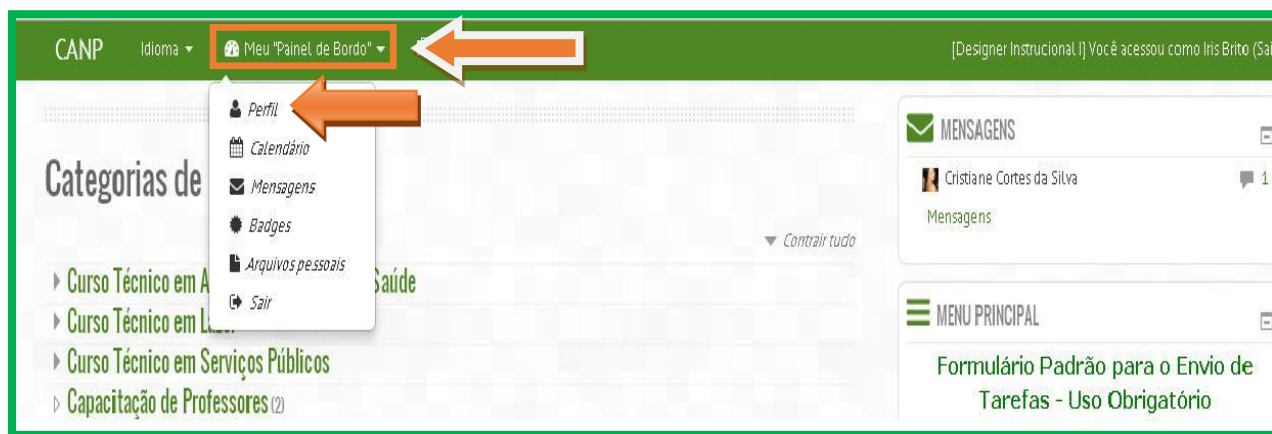 CANP Idioma Meu "Painel de Bordo" [Designer Instrucional I] Você acessou como Iris Brito (Sai
Perfil
Calendário
Mensagens
Badges
Arquivos pessoais
Sair
Categorias de
Contrair tudo
Curso Técnico em A Saúde
Curso Técnico em Lazer
Curso Técnico em Serviços Públicos
Capacitação de Professores (2)
MENSAGENS
Cristiane Cortes da Silva 1
Mensagens
MENU PRINCIPAL
Formulário Padrão para o Envio de
Tarefas - Uso Obrigatório